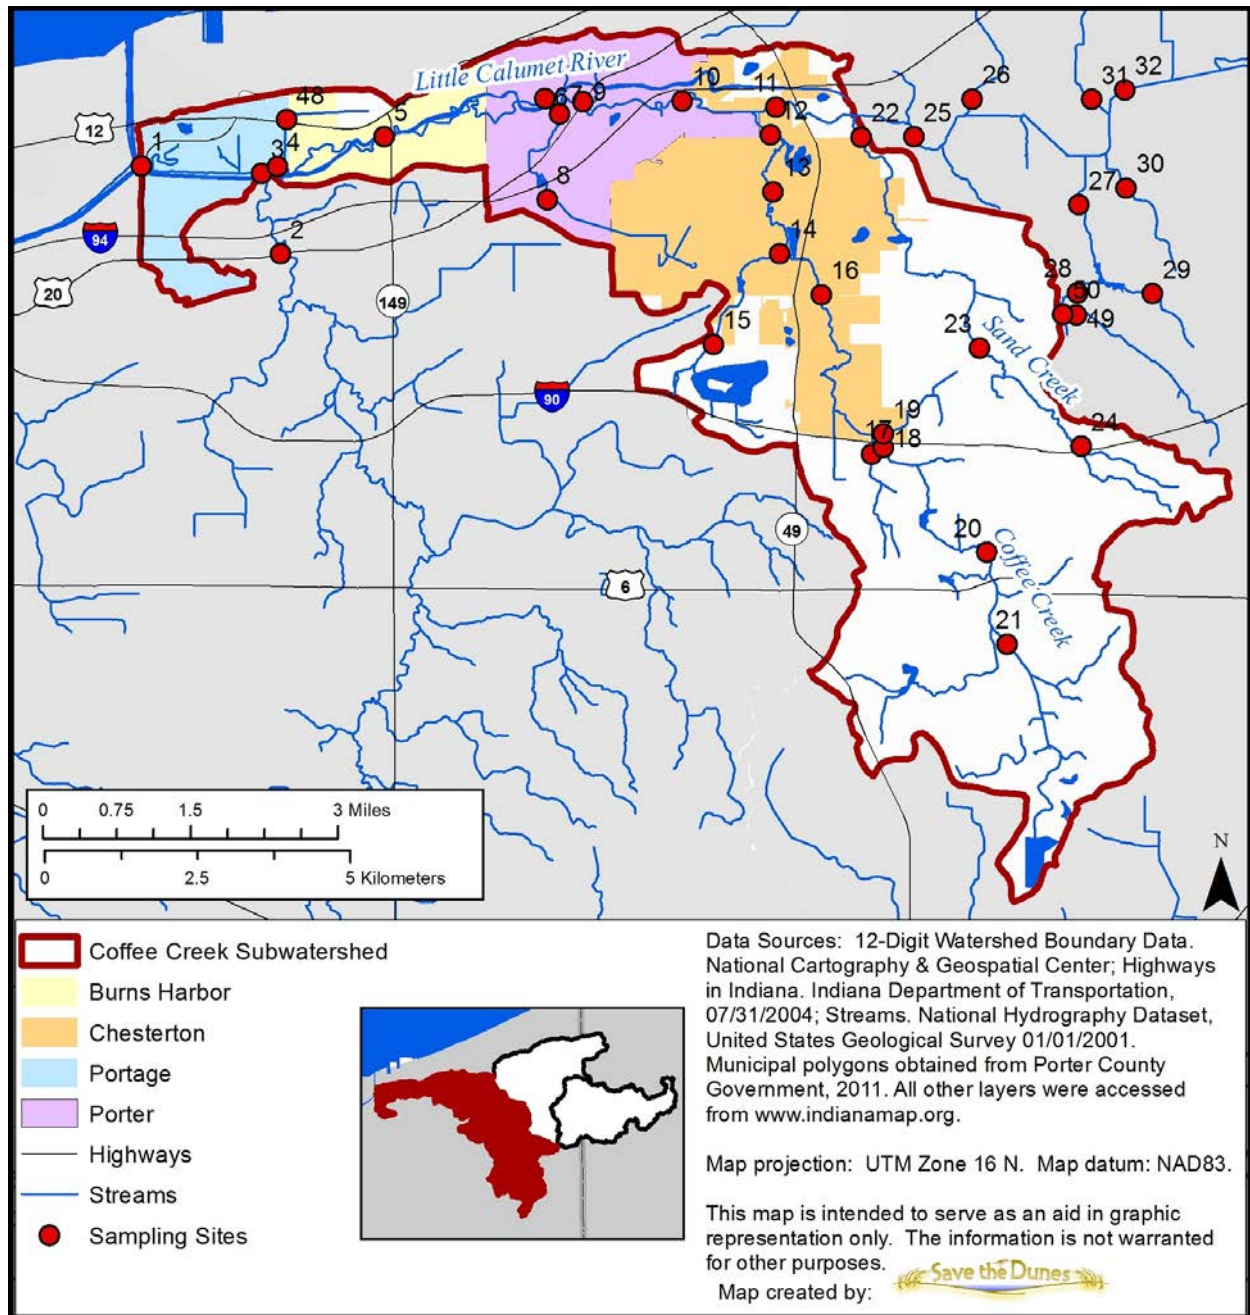 Little Calumet River
10
11
26
31
32
48
5
6
7
9
12
22
25
12
1
3
4
8
13
30
27
94
2
14
20
149
16
28
50
29
49
15
23
Sand Creek
90
19
17
18
24
49
20
Coffee Creek
6
21
0 0.75 1.5 3 Miles
0 2.5 5 Kilometers
N
Coffee Creek Subwatershed
Burns Harbor
Chesterton
Portage
Porter
Highways
Streams
Sampling Sites
Data Sources: 12-Digit Watershed Boundary Data.
National Cartography & Geospatial Center; Highways
in Indiana. Indiana Department of Transportation,
07/31/2004; Streams. National Hydrography Dataset,
United States Geological Survey 01/01/2001.
Municipal polygons obtained from Porter County
Government, 2011. All other layers were accessed
from www.indianamap.org.
Map projection: UTM Zone 16 N. Map datum: NAD83.
This map is intended to serve as an aid in graphic
representation only. The information is not warranted
for other purposes.
Map created by: Save the Dunes